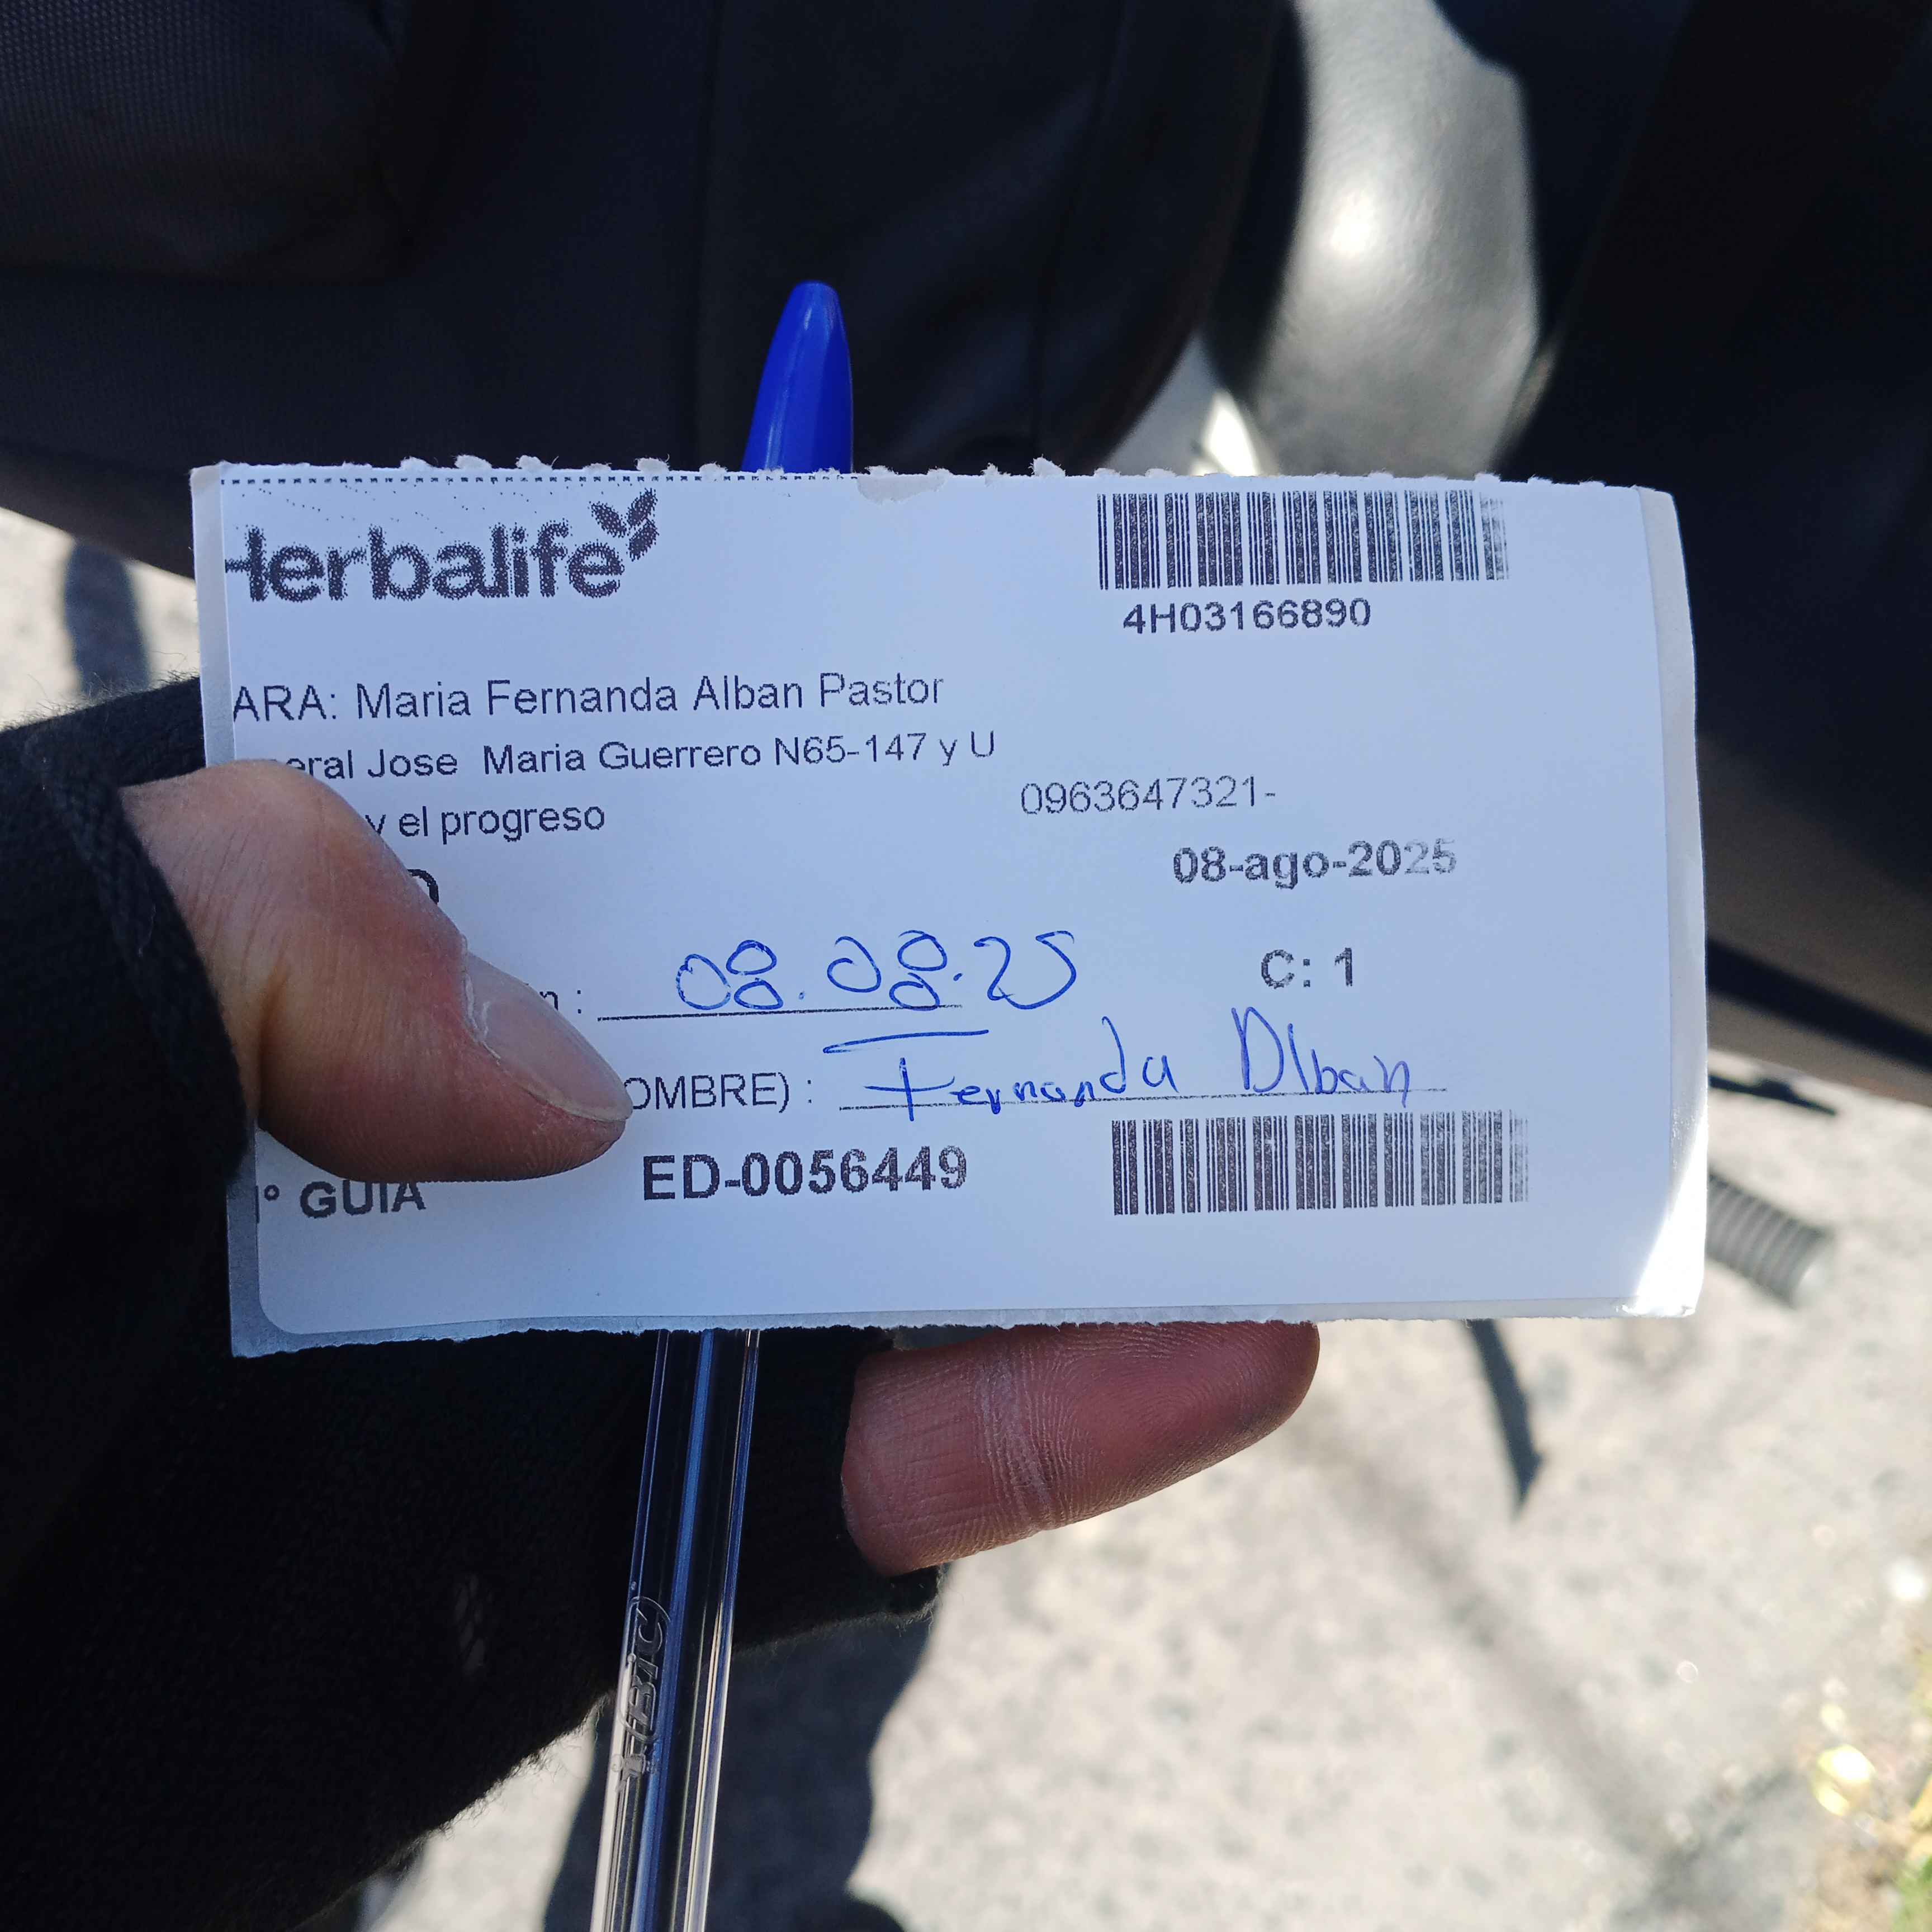 Herbalife
4H03166890
ARA: Maria Fernanda Alban Pastor
eral Jose Maria Guerrero N65-147 y U
y el progreso
0963647321-
08-ago-2025
08.08.25
C: 1
OMBRE) : Fernanda Alban
N° GUIA ED-0056449
BIC